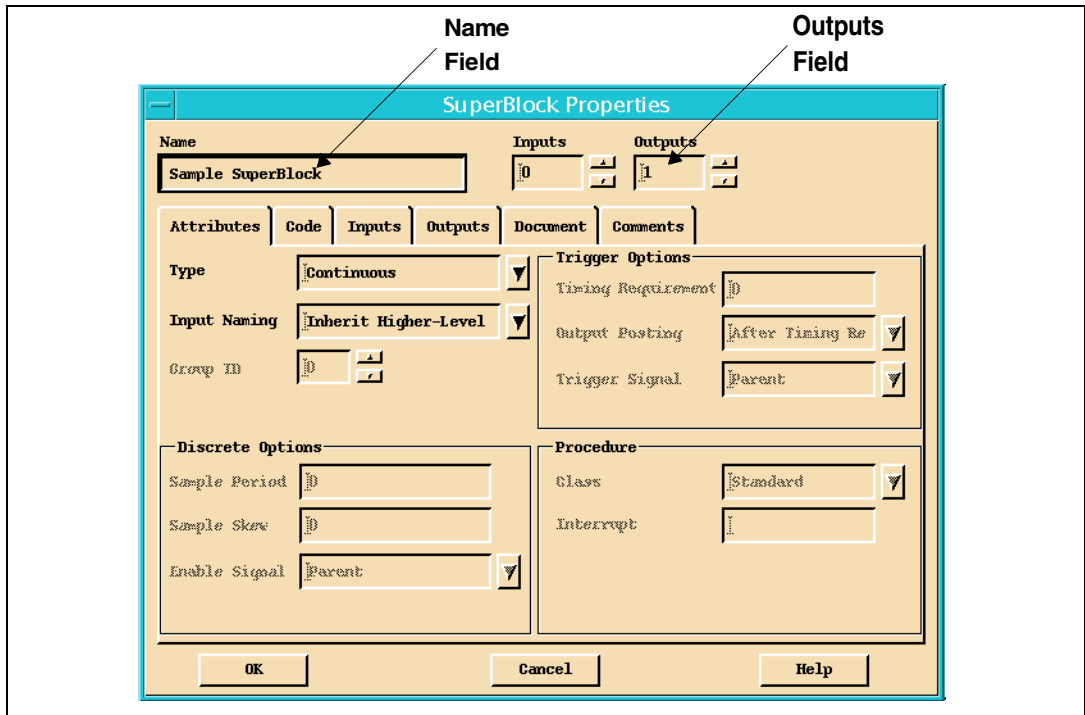 Name
Field
Outputs
Field
SuperBlock Properties
Name
Inputs
Outputs
Sample SuperBlock
0
1
Attributes
Code
Inputs
Outputs
Document
Comments
Type
Continuous
Input Naming
Inherit Higher-Level
Group ID
0
Trigger Options
Timing Requirement
0
Output Posting
After Timing Re
Trigger Signal
Parent
Discrete Options
Sample Period
0
Sample Skew
0
Enable Signal
Parent
Procedure
Class
Standard
Interrupt
OK
Cancel
Help